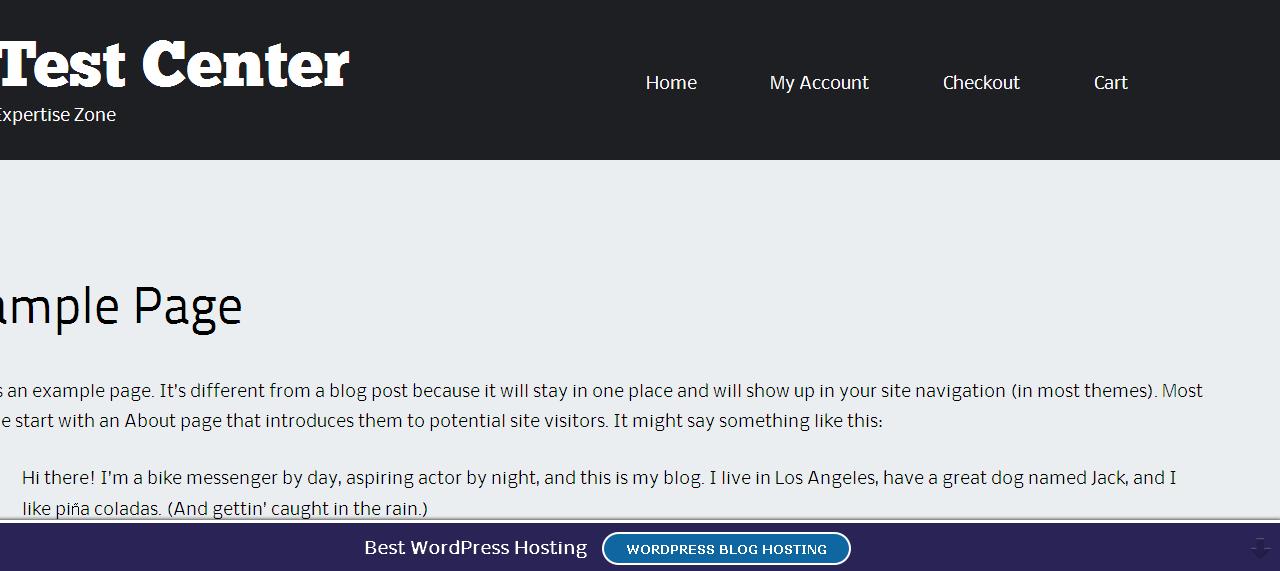 Test Center
Expertise Zone
Home My Account Checkout Cart
ample Page
s an example page. It's different from a blog post because it will stay in one place and will show up in your site navigation (in most themes). Most
e start with an About page that introduces them to potential site visitors. It might say something like this:
Hi there! I'm a bike messenger by day, aspiring actor by night, and this is my blog. I live in Los Angeles, have a great dog named Jack, and I
like piña coladas. (And gettin' caught in the rain.)
Best WordPress Hosting WORDPRESS BLOG HOSTING